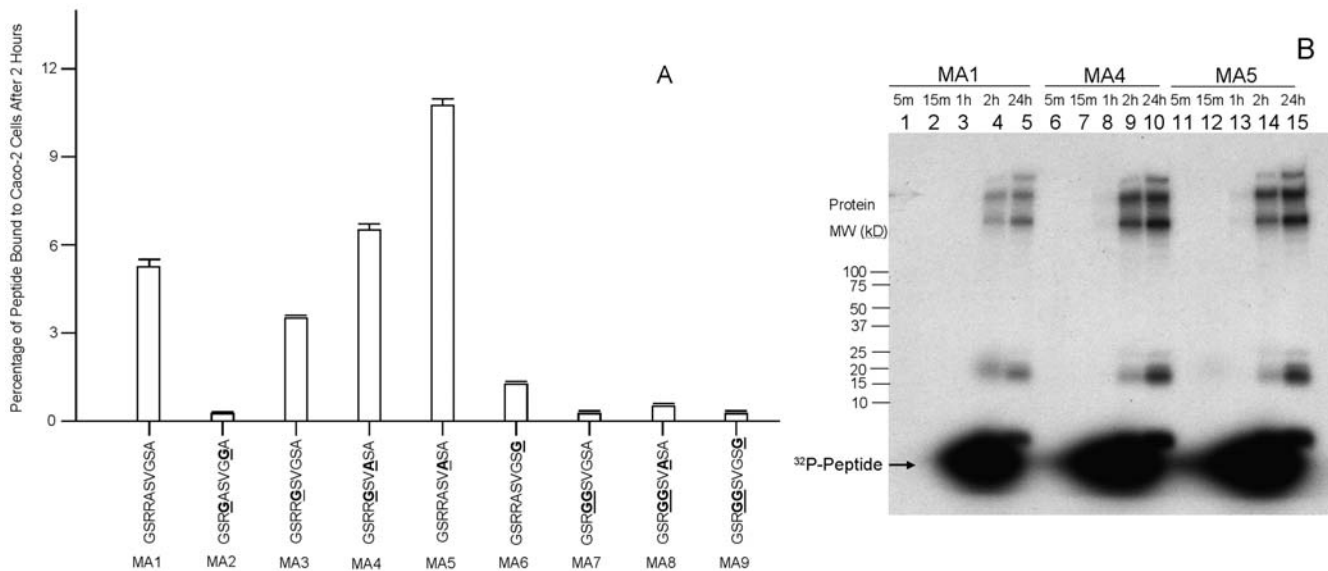 Percentage of Peptide Bound to Caco-2 Cells After 2 Hours
12
9
6
3
0
A
GSRRASVGSA
GSRGASVGGA
GSRRGSVGSA
GSRRGSVASA
GSRRASVASA
GSRRASVGSG
GSRGGSVGSA
GSRGGSVASA
GSRGGSVGSG
MA1 MA2 MA3 MA4 MA5 MA6 MA7 MA8 MA9
B
MA1 MA4 MA5
5m 15m 1h 2h 24h 5m 15m 1h 2h 24h 5m 15m 1h 2h 24h
1 2 3 4 5 6 7 8 9 10 11 12 13 14 15
Protein
MW (kD)
100
75
50
37
25
20
15
10
³²P-Peptide